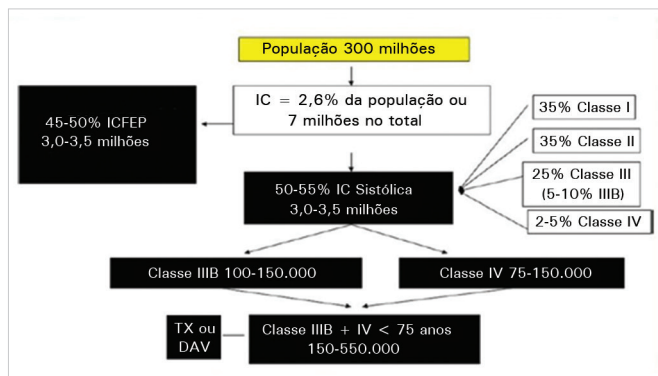 População 300 milhões
IC = 2,6% da população ou
7 milhões no total
45-50% ICFEP
3,0-3,5 milhões
35% Classe I
35% Classe II
25% Classe III
(5-10% IIIB)
2-5% Classe IV
50-55% IC Sistólica
3,0-3,5 milhões
Classe IIIB 100-150.000
Classe IV 75-150.000
TX ou
DAV
Classe IIIB + IV < 75 anos
150-550.000